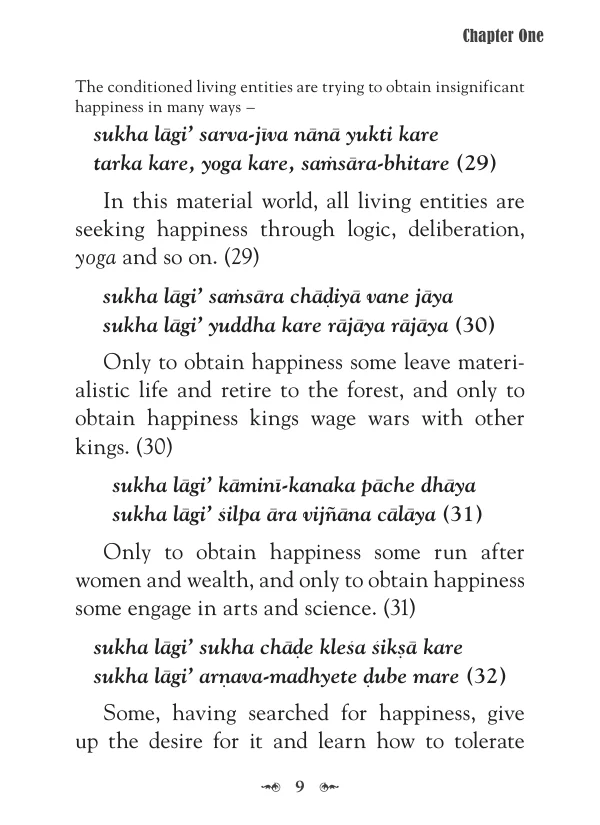 Chapter One
The conditioned living entities are trying to obtain insignificant
happiness in many ways –
sukha lāgi’ sarva-jīva nānā yukti kare
tarka kare, yoga kare, saṁsāra-bhitare (29)
In this material world, all living entities are
seeking happiness through logic, deliberation,
yoga and so on. (29)
sukha lāgi’ saṁsāra chāḍiyā vane jāya
sukha lāgi’ yuddha kare rājāya rājāya (30)
Only to obtain happiness some leave materi-
alistic life and retire to the forest, and only to
obtain happiness kings wage wars with other
kings. (30)
sukha lāgi’ kāminī-kanaka pāche dhāya
sukha lāgi’ śilpa āra vijñāna cālāya (31)
Only to obtain happiness some run after
women and wealth, and only to obtain happiness
some engage in arts and science. (31)
sukha lāgi’ sukha chāḍe kleśa śikṣā kare
sukha lāgi’ arṇava-madhyete ḍube mare (32)
Some, having searched for happiness, give
up the desire for it and learn how to tolerate
9